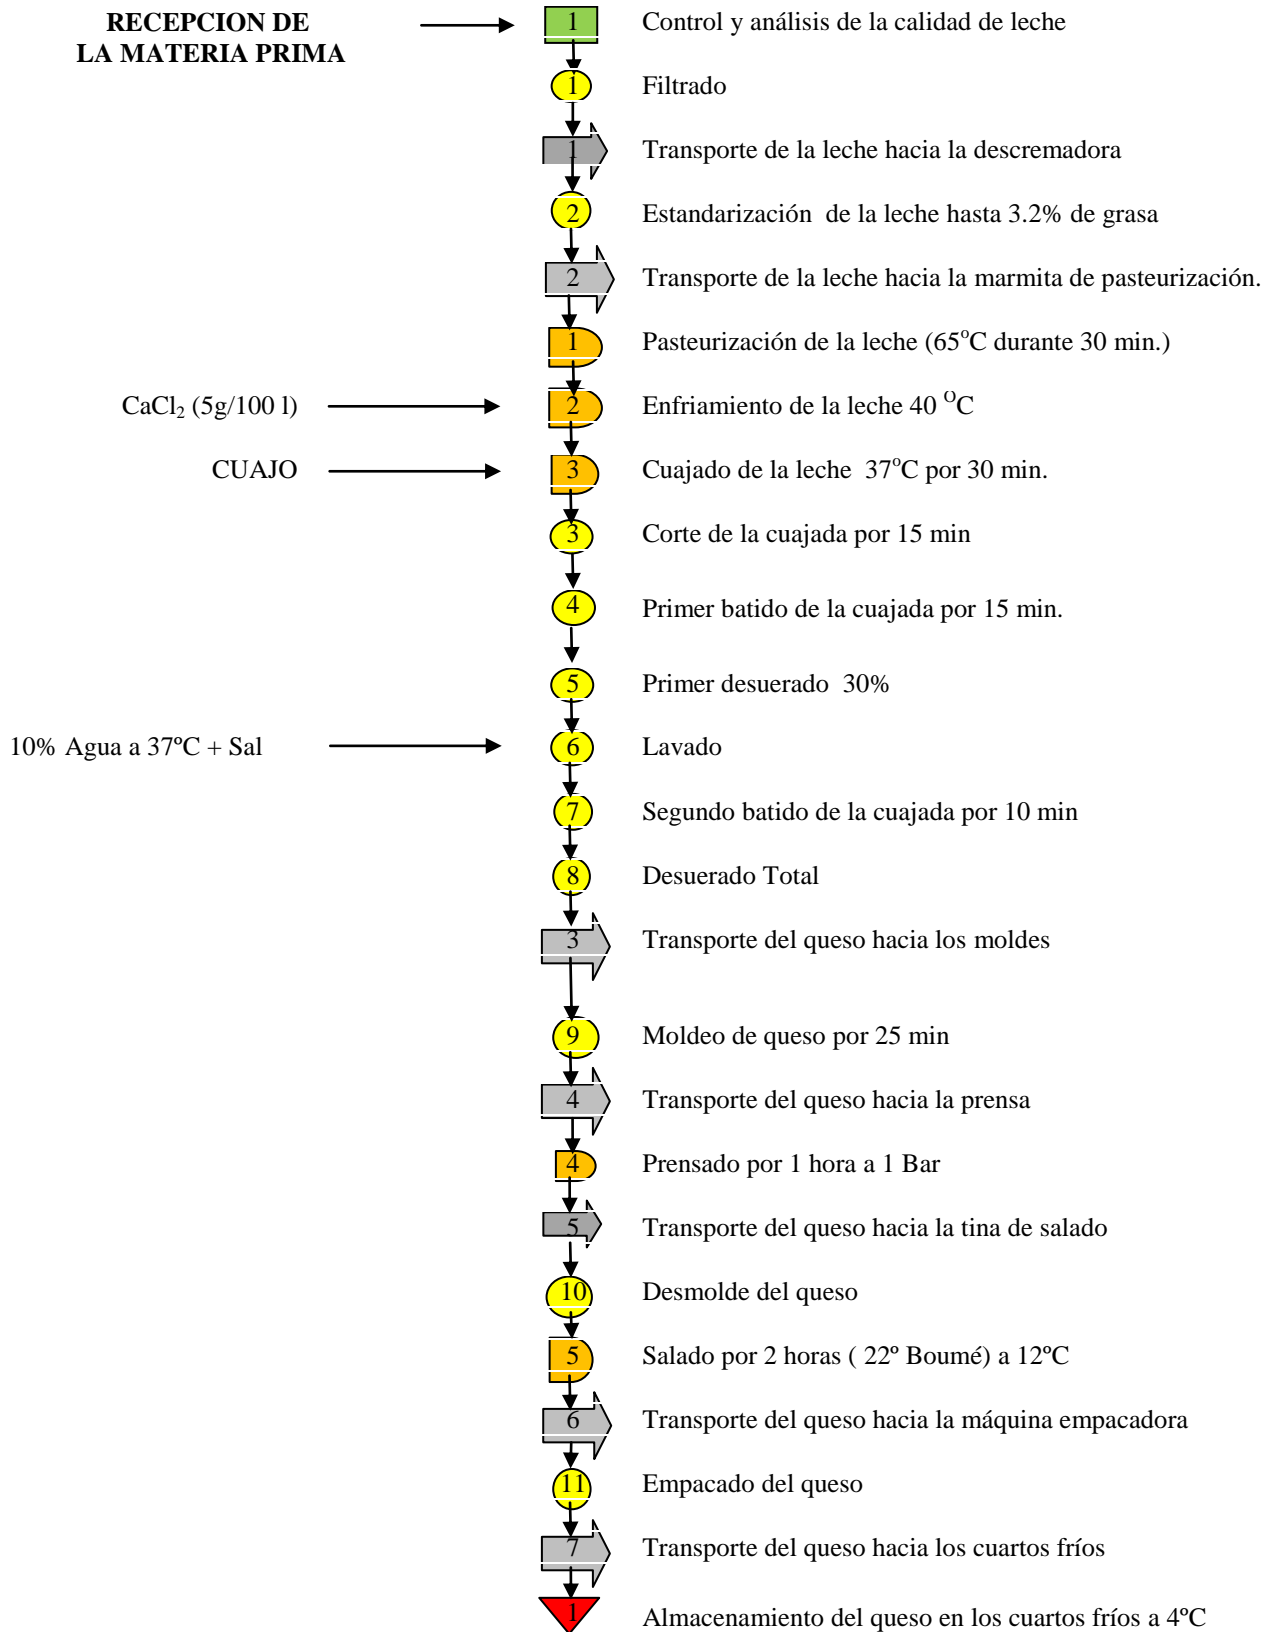 RECEPCION DE
LA MATERIA PRIMA
1 Control y análisis de la calidad de leche
1 Filtrado
1 Transporte de la leche hacia la descremadora
2 Estandarización de la leche hasta 3.2% de grasa
2 Transporte de la leche hacia la marmita de pasteurización.
1 Pasteurización de la leche (65°C durante 30 min.)
CaCl₂ (5g/100 l) 2 Enfriamiento de la leche 40 °C
CUAJO 3 Cuajado de la leche 37°C por 30 min.
3 Corte de la cuajada por 15 min
4 Primer batido de la cuajada por 15 min.
5 Primer desuerado 30%
10% Agua a 37ºC + Sal 6 Lavado
7 Segundo batido de la cuajada por 10 min
8 Desuerado Total
3 Transporte del queso hacia los moldes
9 Moldeo de queso por 25 min
4 Transporte del queso hacia la prensa
4 Prensado por 1 hora a 1 Bar
5 Transporte del queso hacia la tina de salado
10 Desmolde del queso
5 Salado por 2 horas ( 22º Boumé) a 12ºC
6 Transporte del queso hacia la máquina empacadora
11 Empacado del queso
7 Transporte del queso hacia los cuartos fríos
1 Almacenamiento del queso en los cuartos fríos a 4ºC